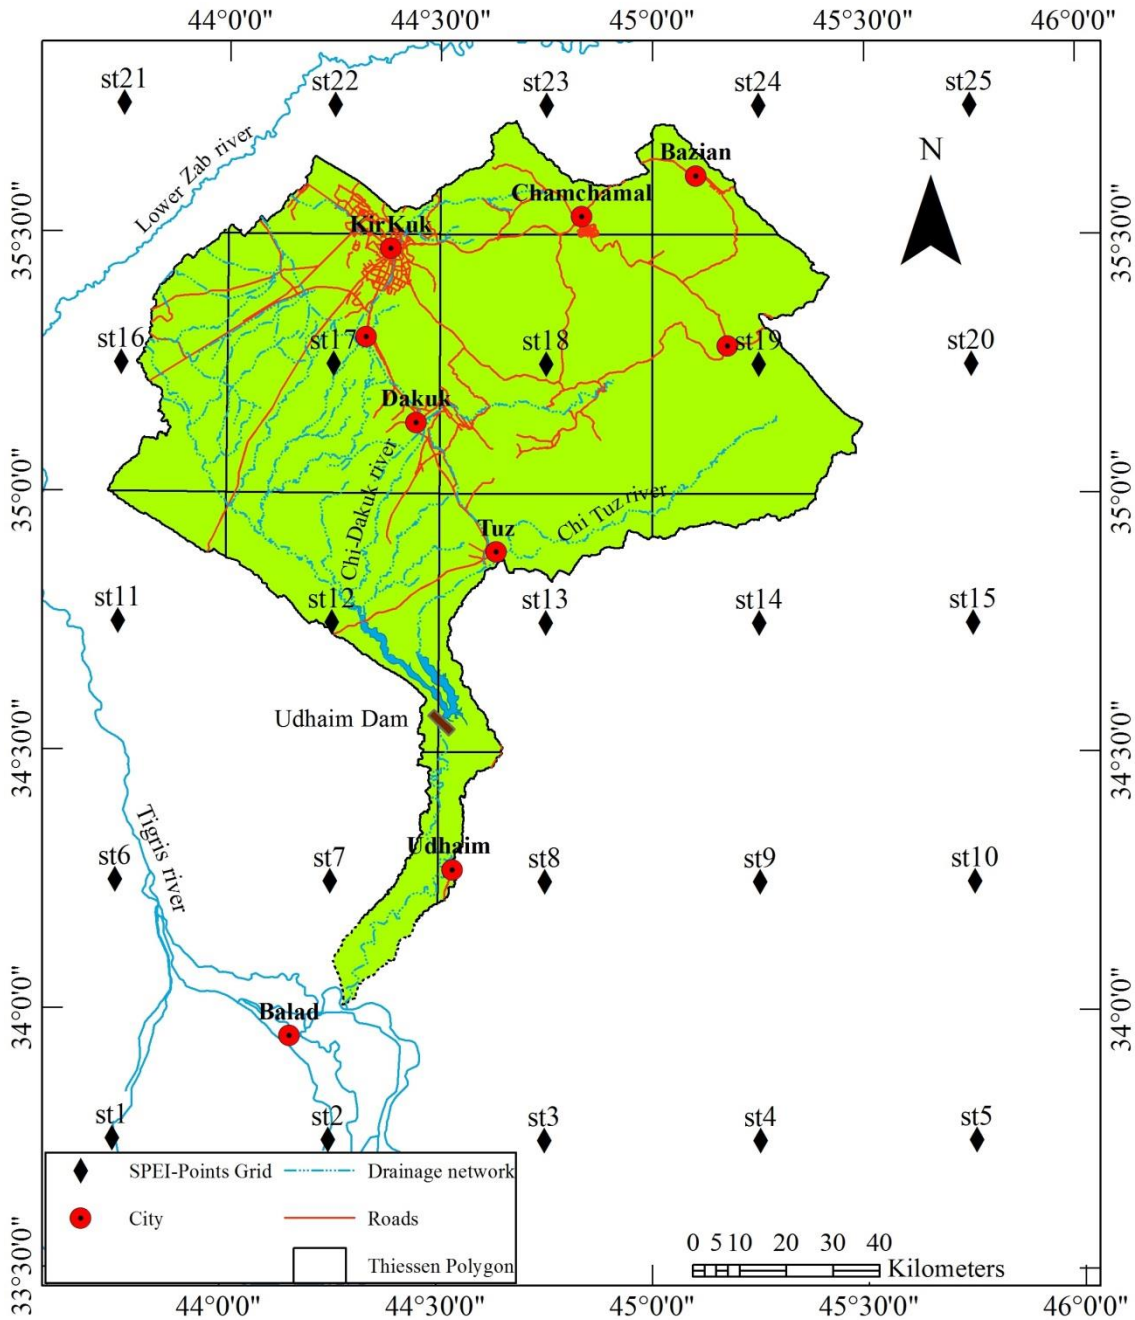 44°0'0" 44°30'0" 45°0'0" 45°30'0" 46°0'0"
st21 st22 st23 st24 st25
Lower Zab river
N
Bazian
Chamchamal
KirKuk
35°30'0" 35°30'0"
st16 st17 st18 st19 st20
Dakuk
Chi-Dakuk river
Chi Tuz river
35°0'0" 35°0'0"
Tuz
st11 st12 st13 st14 st15
Udhaim Dam
34°30'0" 34°30'0"
Tigris river
Udhaim
st6 st7 st8 st9 st10
34°0'0" 34°0'0"
Balad
st1 st2 st3 st4 st5
SPEI-Points Grid Drainage network
City Roads
Thiessen Polygon
0 5 10 20 30 40
Kilometers
33°30'0" 33°30'0"
44°0'0" 44°30'0" 45°0'0" 45°30'0" 46°0'0"